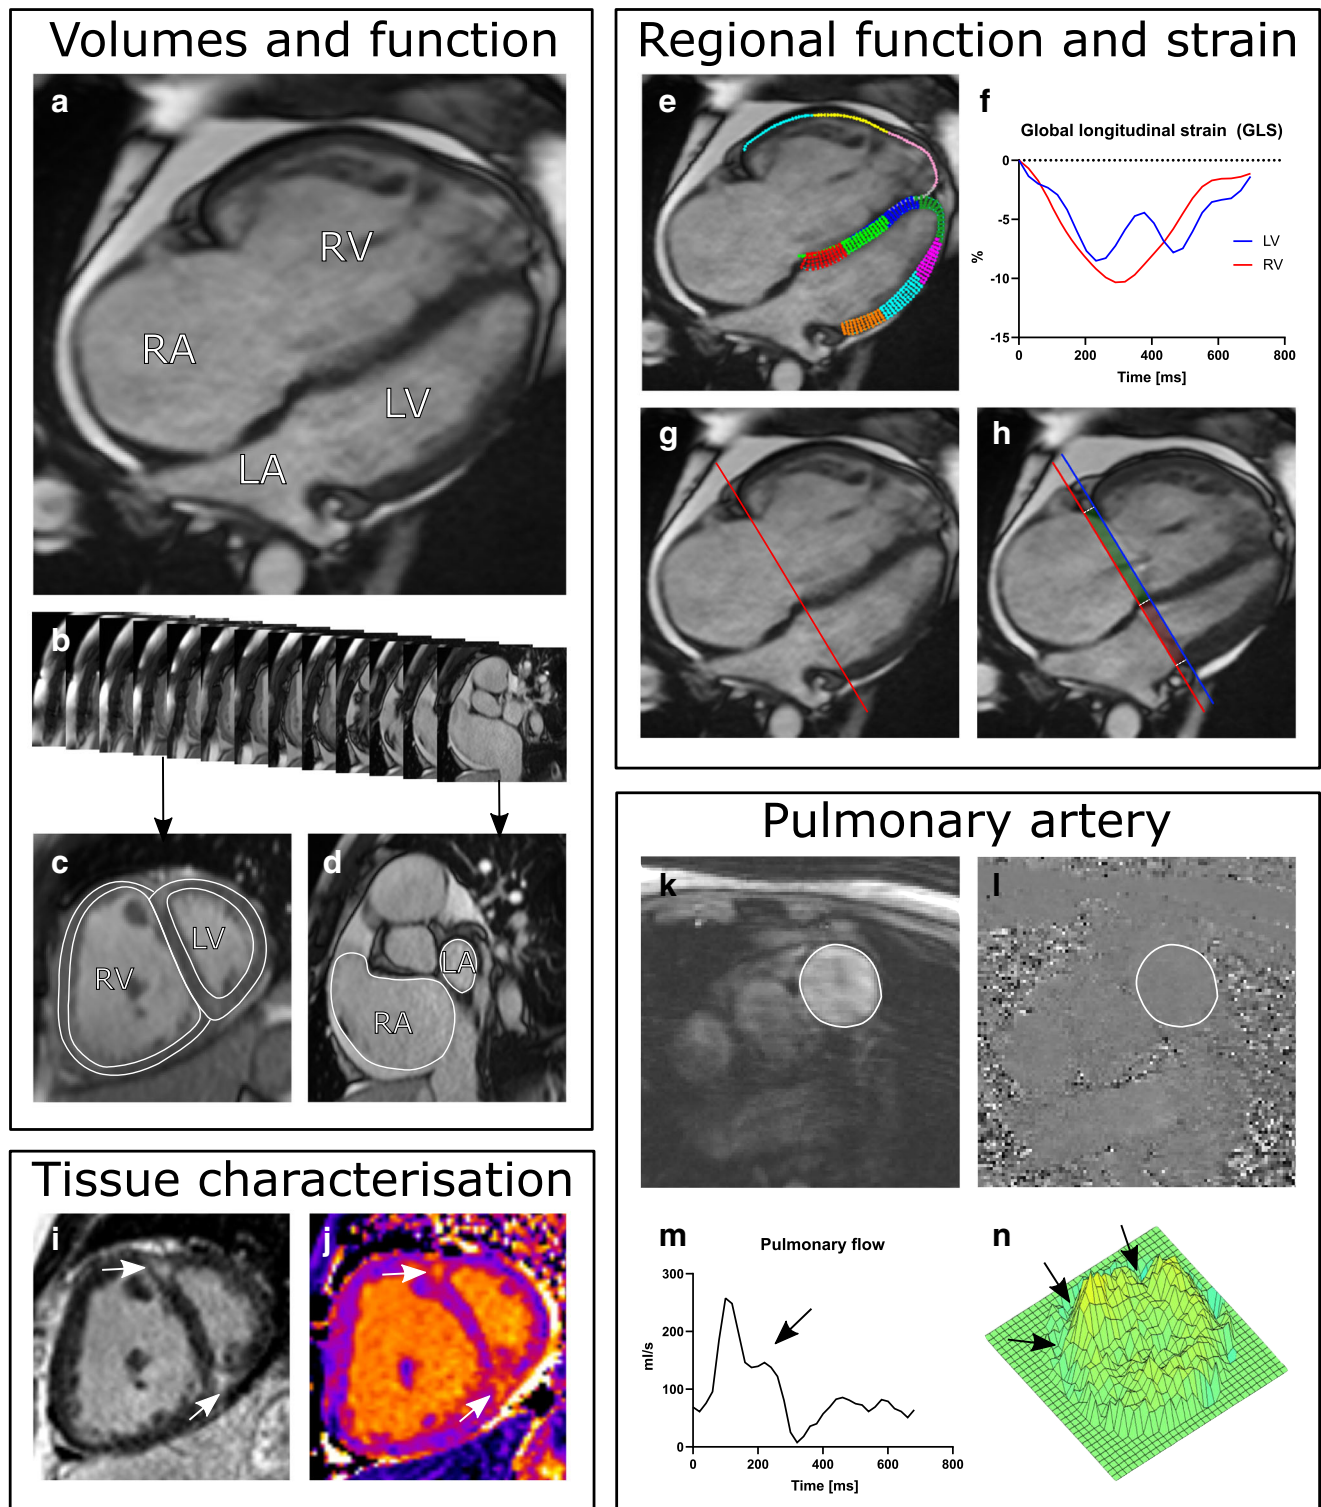 Volumes and function
a
RV
RA
LV
LA
b
c
LV
RV
d
LA
RA
Tissue characterisation
i
j
Regional function and strain
e
f
Global longitudinal strain (GLS)
0
-5
-10
-15
%
LV
RV
0 200 400 600 800
Time [ms]
g
h
Pulmonary artery
k
l
m
Pulmonary flow
300
200
100
0
ml/s
0 200 400 600 800
Time [ms]
n